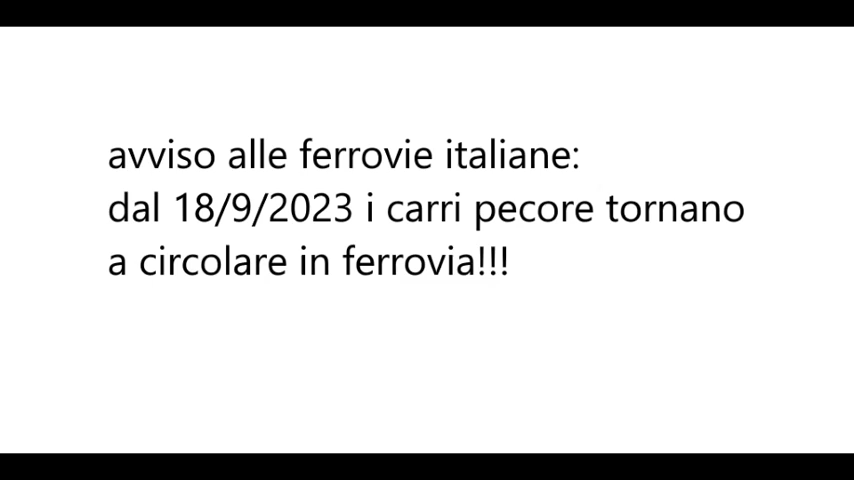 avviso alle ferrovie italiane:
dal 18/9/2023 i carri pecore tornano
a circolare in ferrovia!!!